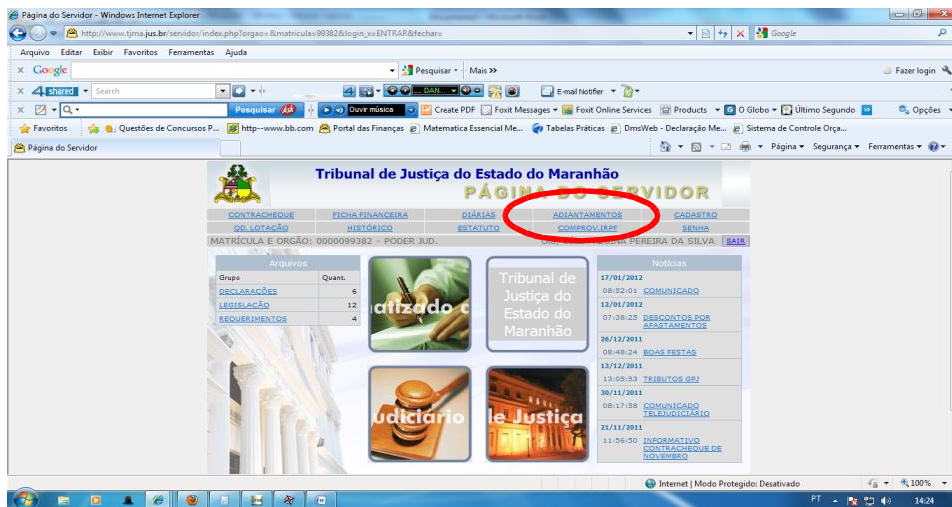 Página do Servidor - Windows Internet Explorer
http://www.tjma.jus.br/servidor/index.php?orgao=&matricula=99382&login_x=ENTRAR&fechar=
Google
Arquivo Editar Exibir Favoritos Ferramentas Ajuda
x Google Pesquisar Mais >> Fazer login
x 4shared Search DAN... E-mail Notifier
x Q Pesquisar Ouvir música Create PDF Foxit Messages Foxit Online Services Products O Globo Último Segundo Opções
Favoritos Questões de Concursos P... http--www.bb.com Portal das Finanças Matematica Essencial Me... Tabelas Práticas DmsWeb - Declaração Me... Sistema de Controle Orça...
Página do Servidor Página Segurança Ferramentas
Tribunal de Justiça do Estado do Maranhão
PÁGINA DO SERVIDOR
CONTRACHEQUE FICHA FINANCEIRA DIÁRIAS ADIANTAMENTOS CADASTRO
QD. LOTAÇÃO HISTÓRICO ESTATUTO COMPROV.IRPF SENHA
MATRÍCULA E ORGÃO: 0000099382 - PODER JUD. PEREIRA DA SILVA SAIR
Arquivos
Grupo Quant.
DECLARAÇÕES 6
LEGISLAÇÃO 12
REQUERIMENTOS 4
atizado c
Tribunal de
Justiça do
Estado do
Maranhão
udiciário
le Justiça
Notícias
17/01/2012
08:52:01 COMUNICADO
12/01/2012
07:38:25 DESCONTOS POR
AFASTAMENTOS
26/12/2011
08:48:24 BOAS FESTAS
13/12/2011
13:05:53 TRIBUTOS GPJ
30/11/2011
08:17:58 COMUNICADO
TELEJUDICIÁRIO
21/11/2011
11:56:50 INFORMATIVO
CONTRACHEQUE DE
NOVEMBRO
Internet | Modo Protegido: Desativado 100%
PT 14:24